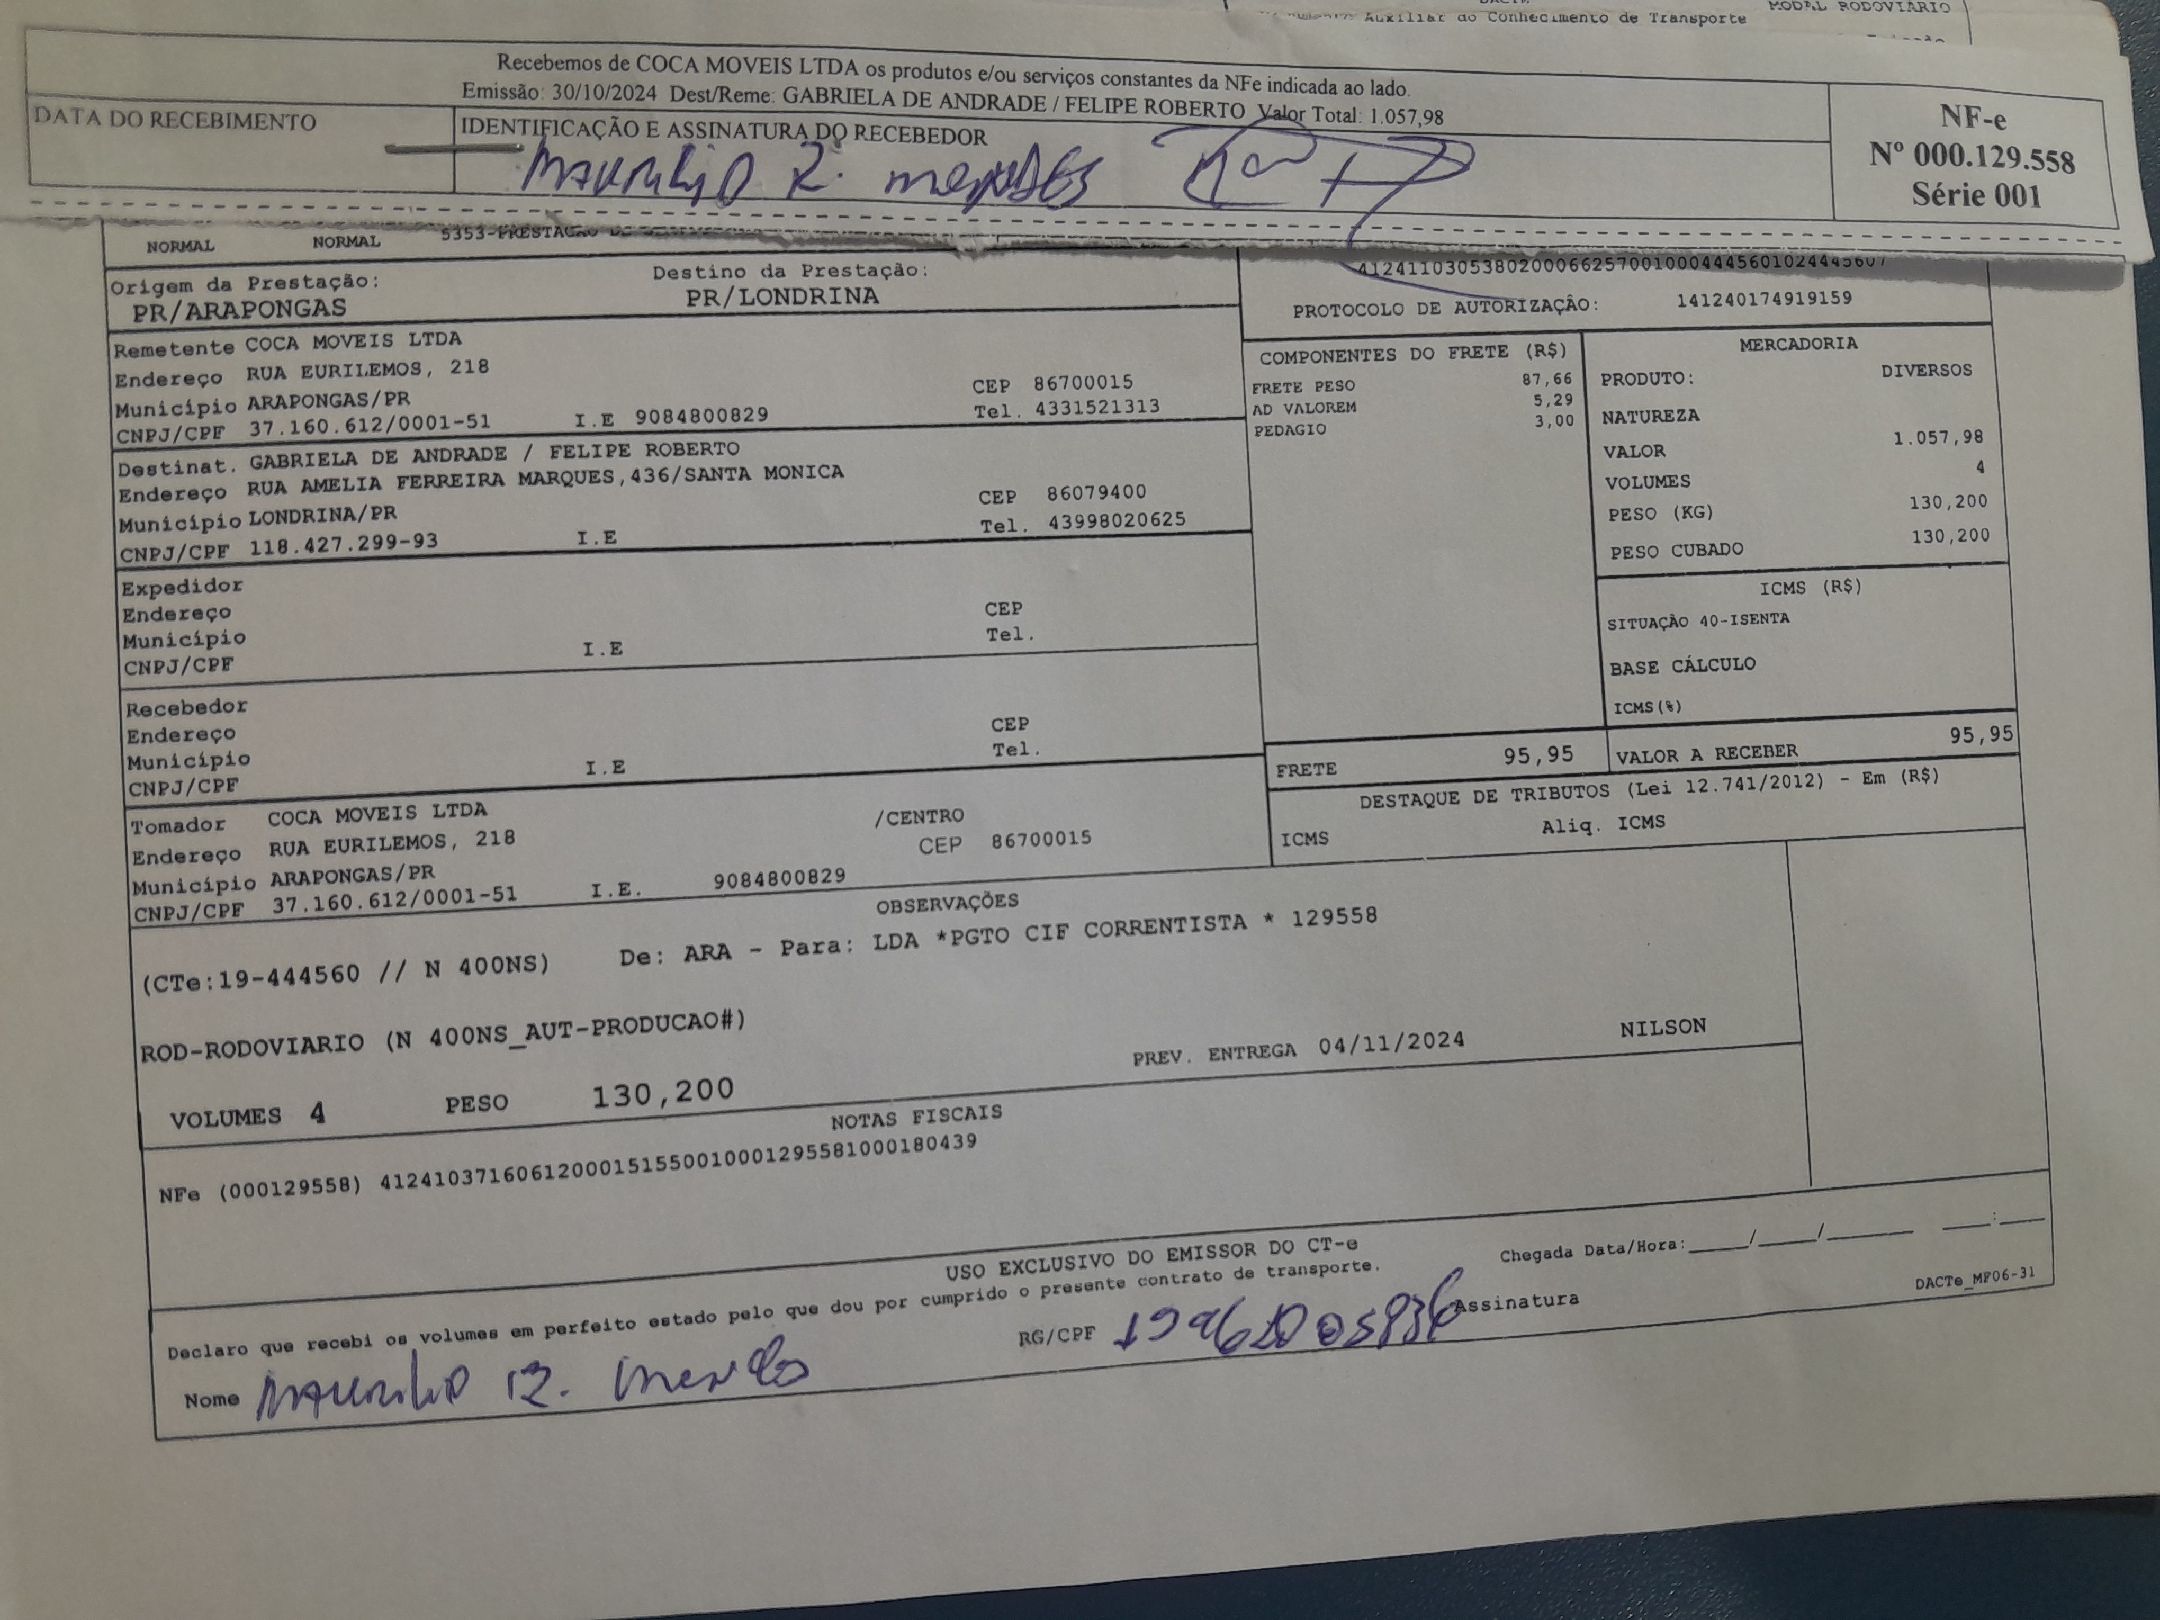 Auxiliar do Conhecimento de Transporte
MODAL RODOVIARIO
Recebemos de COCA MOVEIS LTDA os produtos e/ou serviços constantes da NFe indicada ao lado.
Emissão: 30/10/2024 Dest/Reme: GABRIELA DE ANDRADE / FELIPE ROBERTO Valor Total: 1.057,98
DATA DO RECEBIMENTO
IDENTIFICAÇÃO E ASSINATURA DO RECEBEDOR
NF-e
Nº 000.129.558
Série 001
MAURILIO R. MENDES
NORMAL NORMAL
Origem da Prestação: Destino da Prestação:
PR/ARAPONGAS PR/LONDRINA
PROTOCOLO DE AUTORIZAÇÃO: 141240174919159
Remetente COCA MOVEIS LTDA
Endereço RUA EURILEMOS, 218
Município ARAPONGAS/PR CEP 86700015
CNPJ/CPF 37.160.612/0001-51 I.E 9084800829 Tel. 4331521313
Destinat. GABRIELA DE ANDRADE / FELIPE ROBERTO
Endereço RUA AMELIA FERREIRA MARQUES,436/SANTA MONICA
Município LONDRINA/PR CEP 86079400
CNPJ/CPF 118.427.299-93 I.E Tel. 43998020625
Expedidor
Endereço
Município CEP
CNPJ/CPF I.E Tel.
Recebedor
Endereço
Município CEP
CNPJ/CPF I.E Tel.
Tomador COCA MOVEIS LTDA
Endereço RUA EURILEMOS, 218 /CENTRO
Município ARAPONGAS/PR CEP 86700015
CNPJ/CPF 37.160.612/0001-51 I.E. 9084800829
COMPONENTES DO FRETE (R$)
FRETE PESO 87,66
AD VALOREM 5,29
PEDAGIO 3,00
MERCADORIA
PRODUTO: DIVERSOS
NATUREZA
VALOR 1.057,98
VOLUMES 4
PESO (KG) 130,200
PESO CUBADO 130,200
ICMS (R$)
SITUAÇÃO 40-ISENTA
BASE CÁLCULO
ICMS(%)
FRETE 95,95 VALOR A RECEBER 95,95
DESTAQUE DE TRIBUTOS (Lei 12.741/2012) - Em (R$)
ICMS Aliq. ICMS
OBSERVAÇÕES
(CTe:19-444560 // N 400NS) De: ARA - Para: LDA *PGTO CIF CORRENTISTA * 129558
ROD-RODOVIARIO (N 400NS_AUT-PRODUCAO#)
PREV. ENTREGA 04/11/2024 NILSON
VOLUMES 4 PESO 130,200
NOTAS FISCAIS
NFe (000129558) 41241037160612000151550010001295581000180439
USO EXCLUSIVO DO EMISSOR DO CT-e
Declaro que recebi os volumes em perfeito estado pelo que dou por cumprido o presente contrato de transporte.
Chegada Data/Hora:____/____/______ ___:___
DACTe_MF06-31
Nome MAURILIO R. Mendes RG/CPF Assinatura